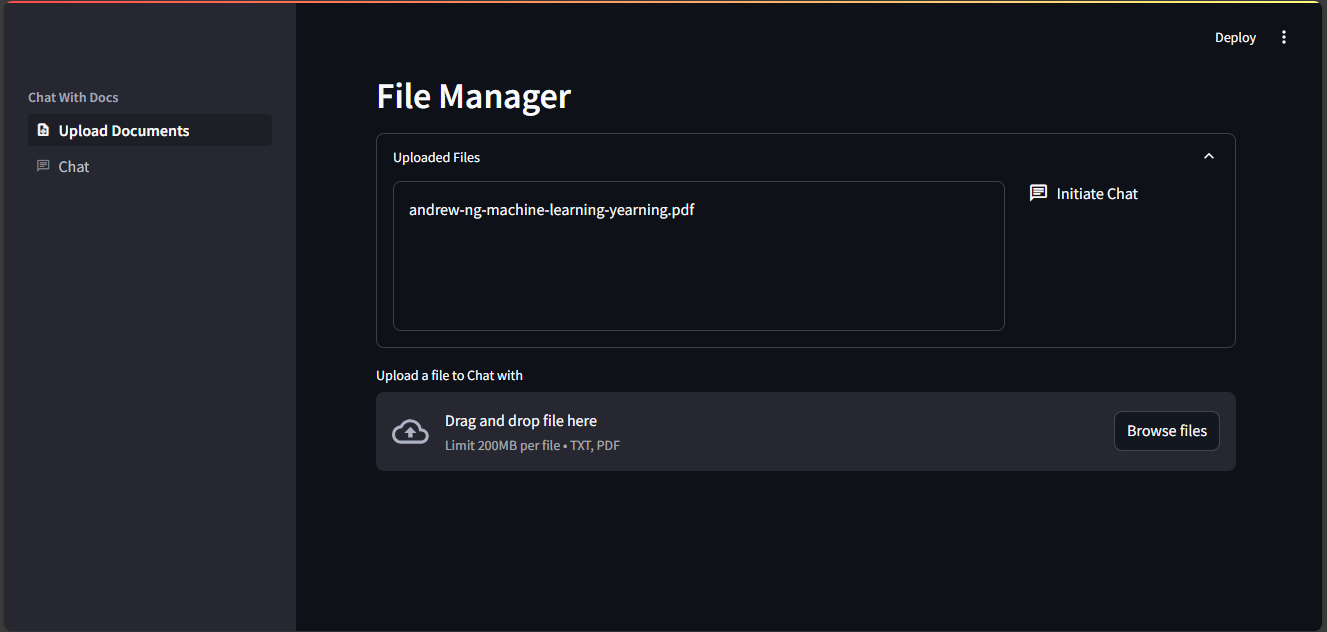 Deploy
Chat With Docs
Upload Documents
Chat
File Manager
Uploaded Files
andrew-ng-machine-learning-yearning.pdf
Initiate Chat
Upload a file to Chat with
Drag and drop file here
Limit 200MB per file • TXT, PDF
Browse files